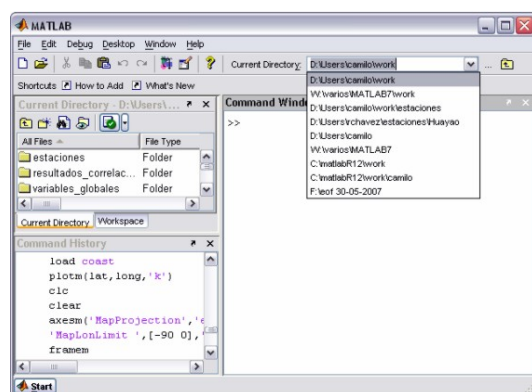 MATLAB
File Edit Debug Desktop Window Help
Current Directory: D:\Users\camilo\work
Shortcuts How to Add What's New
D:\Users\camilo\work
W:\varios\MATLAB7\work
D:\Users\camilo\work\estaciones
D:\Users\rchavez\estaciones\Huayao
D:\Users\camilo
W:\varios\MATLAB7
C:\matlabR12\work
C:\matlabR12\work\camilo
F:\eof 30-05-2007
Current Directory - D:\Users\...
All Files File Type
estaciones Folder
resultados_correlac... Folder
variables_globales Folder
Current Directory Workspace
Command Wind
>>
Command History
load coast
plotm(lat,long,'k')
clc
clear
axesm('MapProjection','e
'MapLonLimit ',[-90 0],
framem
Start